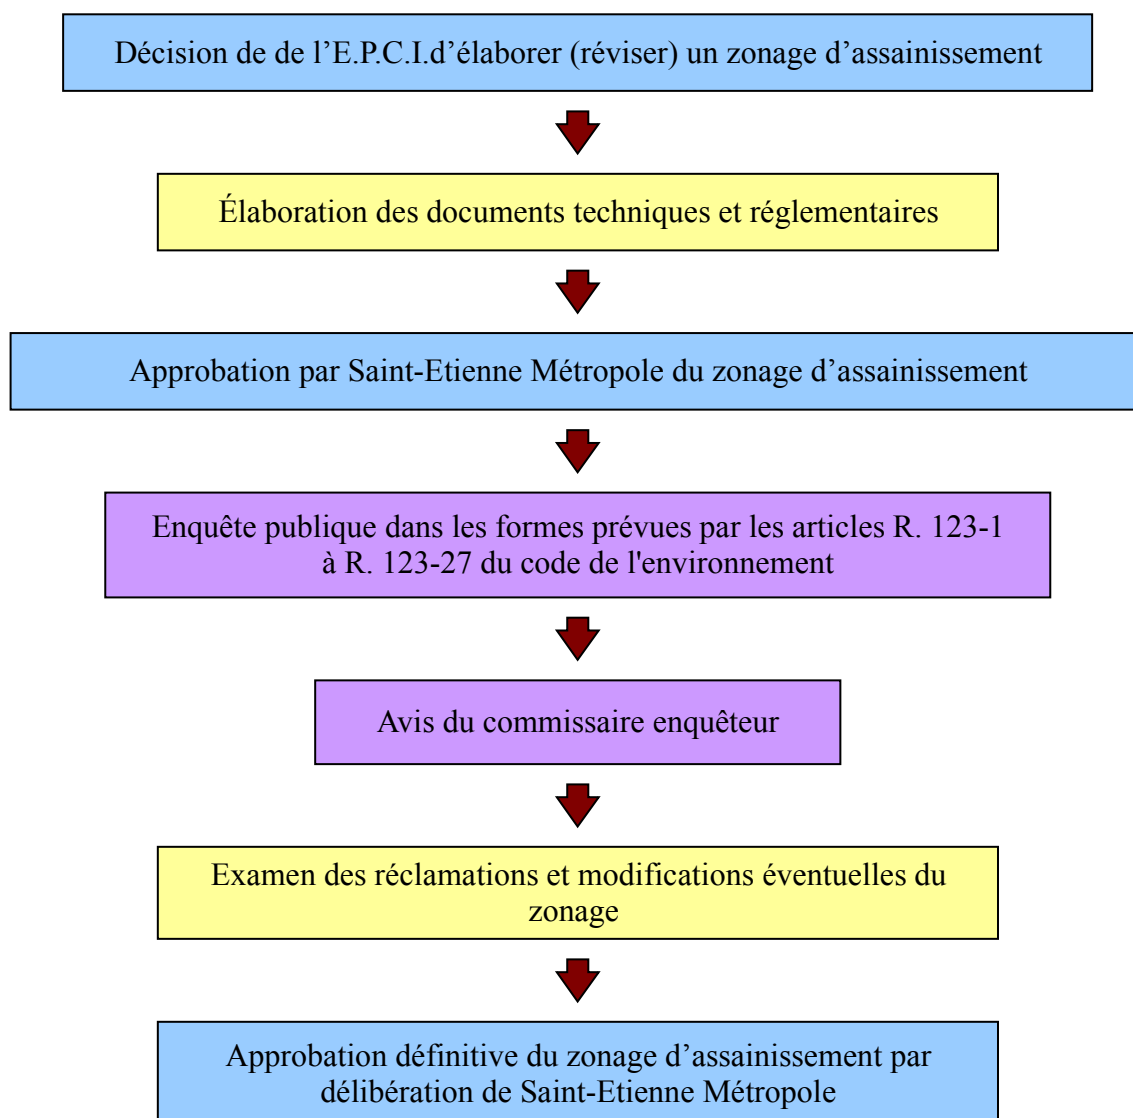 Décision de de l’E.P.C.I.d’élaborer (réviser) un zonage d’assainissement
Élaboration des documents techniques et réglementaires
Approbation par Saint-Etienne Métropole du zonage d’assainissement
Enquête publique dans les formes prévues par les articles R. 123-1
à R. 123-27 du code de l'environnement
Avis du commissaire enquêteur
Examen des réclamations et modifications éventuelles du
zonage
Approbation définitive du zonage d’assainissement par
délibération de Saint-Etienne Métropole